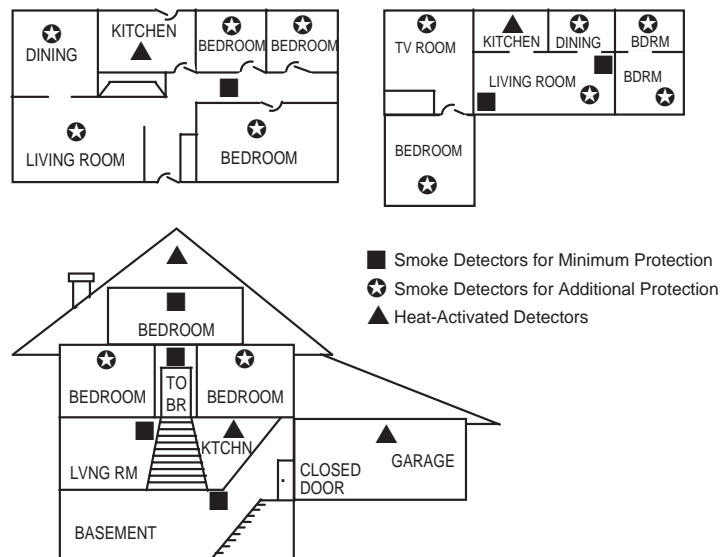 KITCHEN
BEDROOM
BEDROOM
DINING
LIVING ROOM
BEDROOM
TV ROOM
KITCHEN
DINING
BDRM
LIVING ROOM
BDRM
BEDROOM
Smoke Detectors for Minimum Protection
Smoke Detectors for Additional Protection
Heat-Activated Detectors
BEDROOM
BEDROOM
TO
BR
BEDROOM
LVNG RM
KTCHN
CLOSED
DOOR
GARAGE
BASEMENT